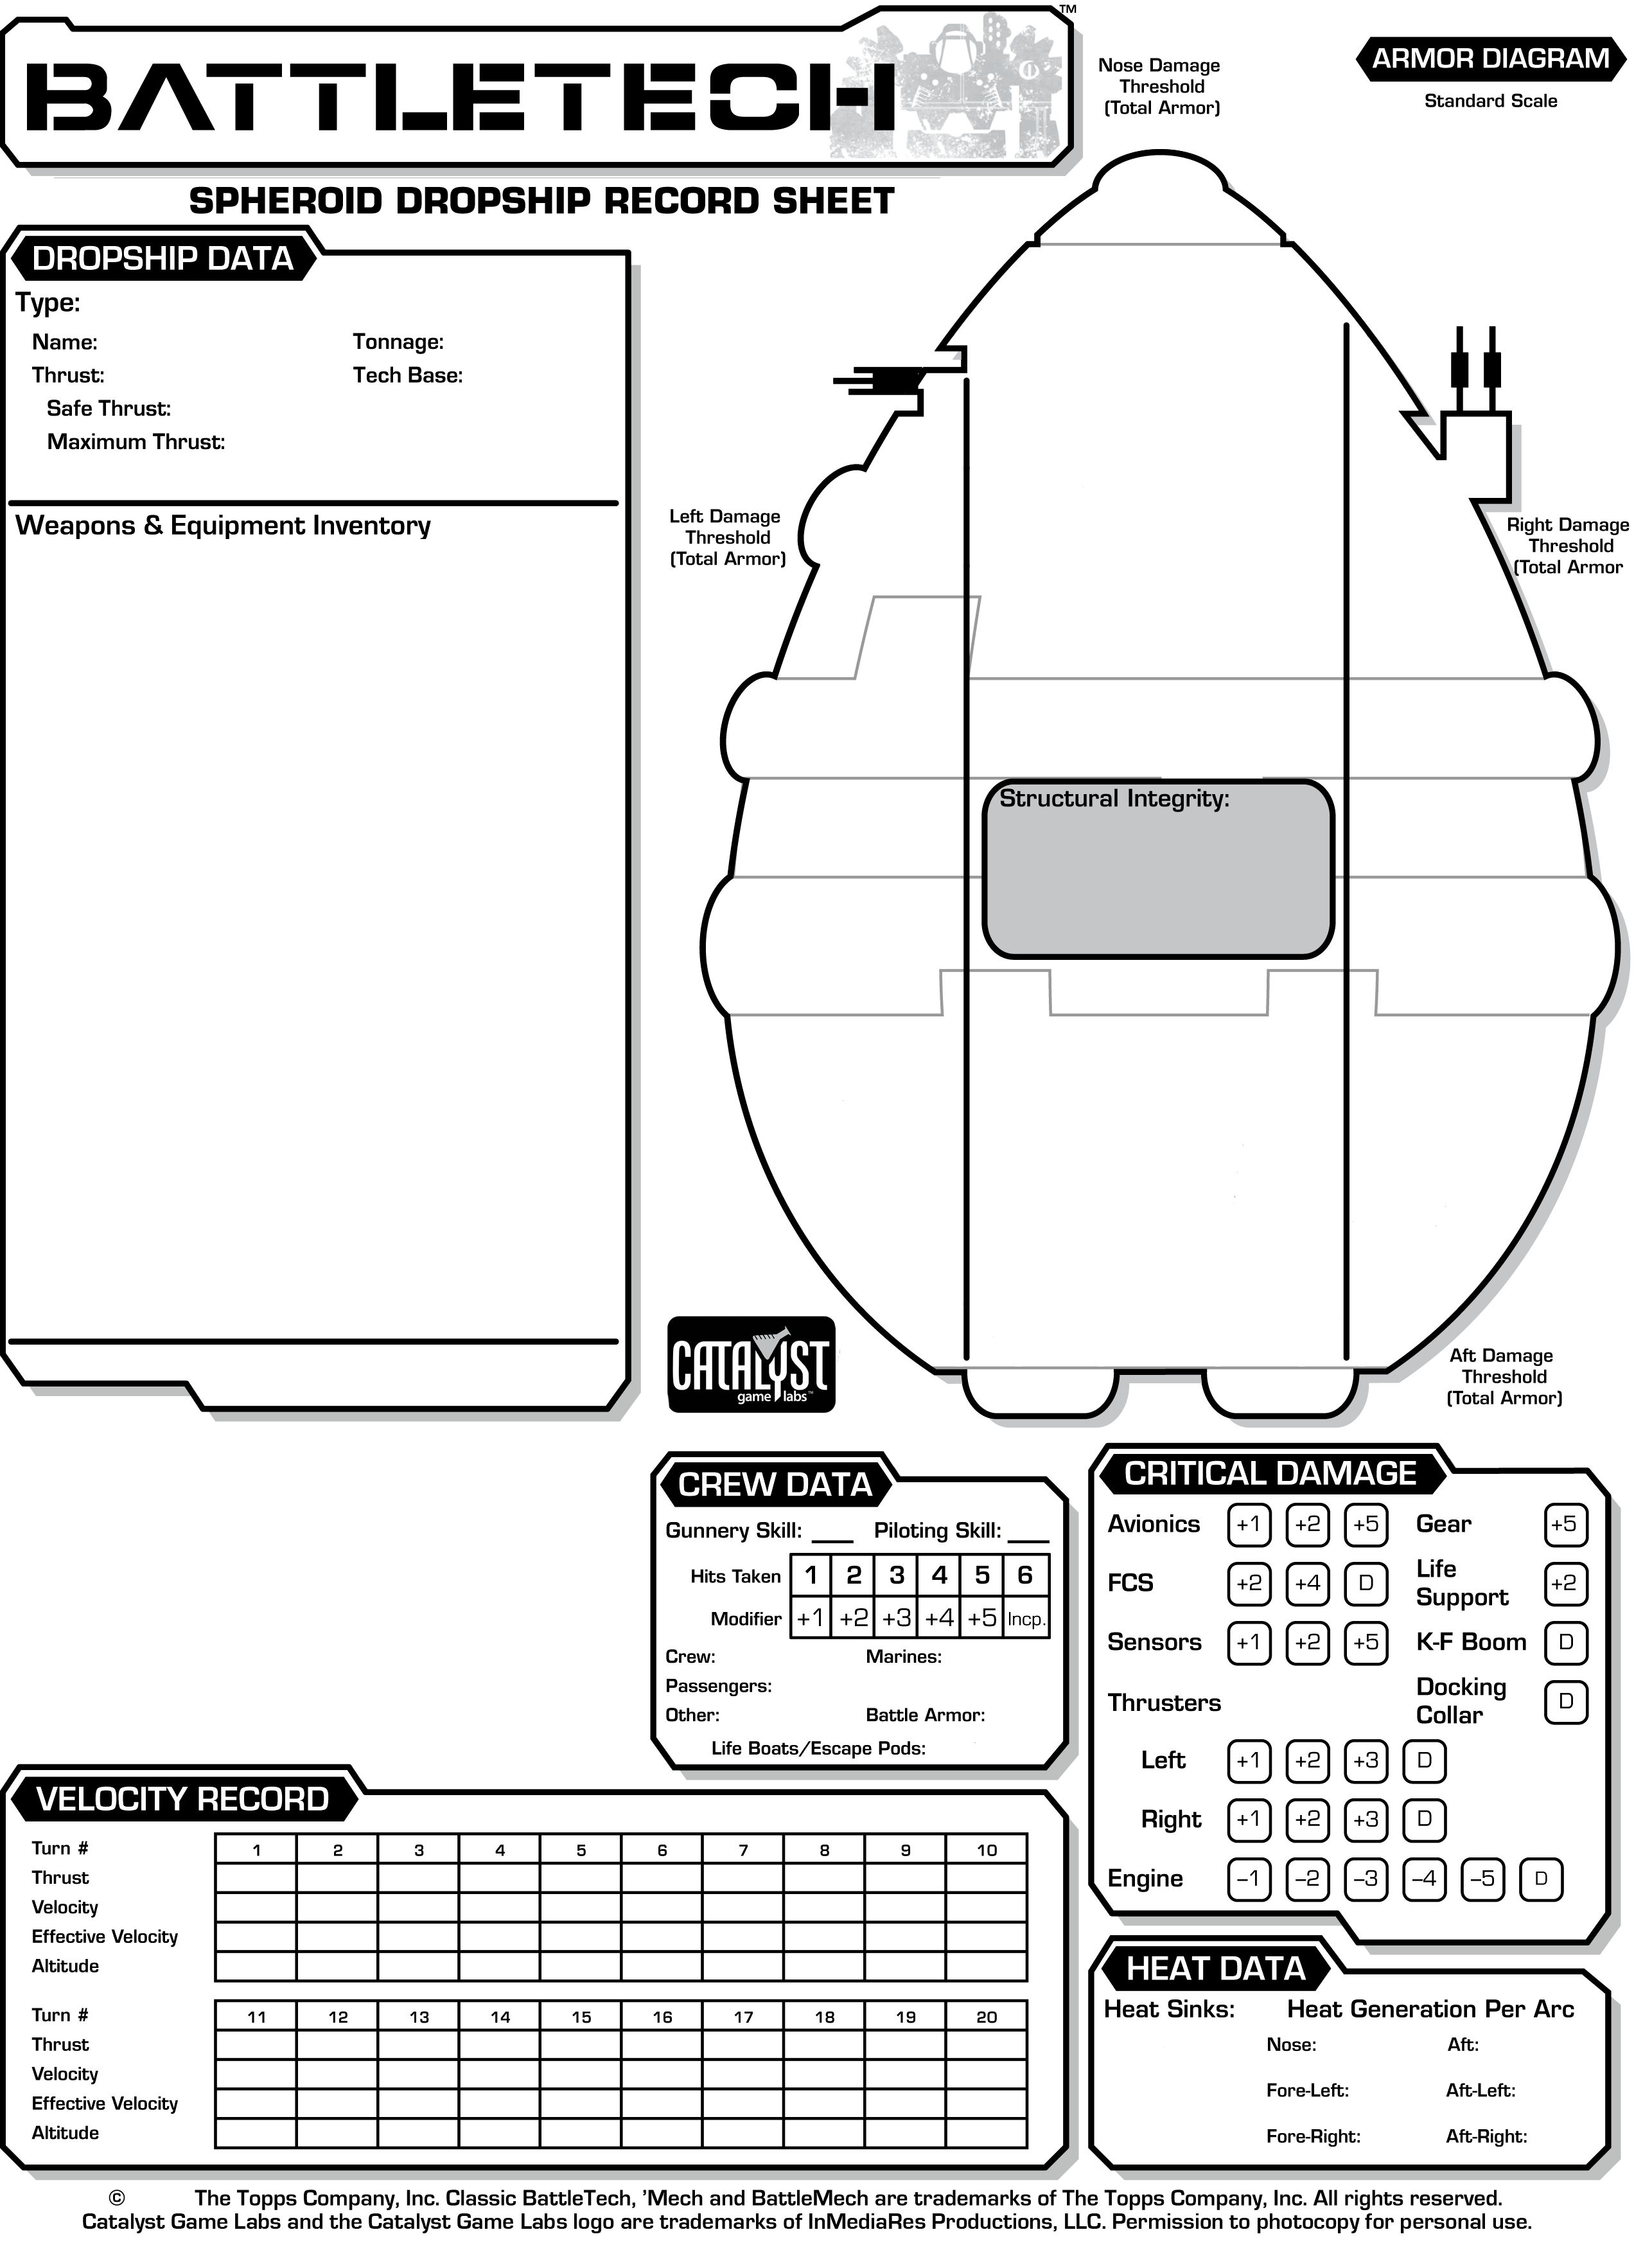 BATTLETECH
TM
SPHEROID DROPSHIP RECORD SHEET
DROPSHIP DATA
Type:
Name:
Tonnage:
Thrust:
Tech Base:
Safe Thrust:
Maximum Thrust:
Weapons & Equipment Inventory
Nose Damage
Threshold
(Total Armor)
ARMOR DIAGRAM
Standard Scale
Left Damage
Threshold
(Total Armor)
Right Damage
Threshold
(Total Armor
Structural Integrity:
CATALYST
game labs™
Aft Damage
Threshold
(Total Armor)
CREW DATA
Gunnery Skill: ____ Piloting Skill: ____
Hits Taken 1 2 3 4 5 6
Modifier +1 +2 +3 +4 +5 Incp.
Crew:
Marines:
Passengers:
Other:
Battle Armor:
Life Boats/Escape Pods:
CRITICAL DAMAGE
Avionics +1 +2 +5
Gear +5
FCS +2 +4 D
Life
Support +2
Sensors +1 +2 +5
K-F Boom D
Thrusters
Docking
Collar D
Left +1 +2 +3 D
Right +1 +2 +3 D
Engine –1 –2 –3 –4 –5 D
VELOCITY RECORD
Turn # 1 2 3 4 5 6 7 8 9 10
Thrust
Velocity
Effective Velocity
Altitude
Turn # 11 12 13 14 15 16 17 18 19 20
Thrust
Velocity
Effective Velocity
Altitude
HEAT DATA
Heat Sinks:
Heat Generation Per Arc
Nose:
Aft:
Fore-Left:
Aft-Left:
Fore-Right:
Aft-Right:
© The Topps Company, Inc. Classic BattleTech, ’Mech and BattleMech are trademarks of The Topps Company, Inc. All rights reserved.
Catalyst Game Labs and the Catalyst Game Labs logo are trademarks of InMediaRes Productions, LLC. Permission to photocopy for personal use.